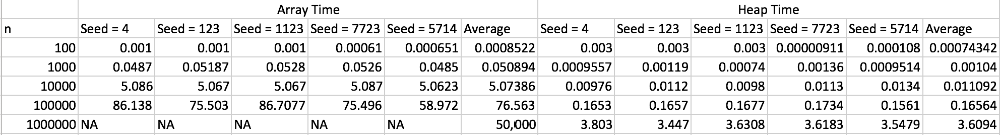 Array Time Heap Time
n Seed = 4 Seed = 123 Seed = 1123 Seed = 7723 Seed = 5714 Average Seed = 4 Seed = 123 Seed = 1123 Seed = 7723 Seed = 5714 Average
100 0.001 0.001 0.001 0.00061 0.000651 0.0008522 0.003 0.003 0.003 0.00000911 0.000108 0.00074342
1000 0.0487 0.05187 0.0528 0.0526 0.0485 0.050894 0.0009557 0.00119 0.00074 0.00136 0.0009514 0.00104
10000 5.086 5.067 5.067 5.087 5.0623 5.07386 0.00976 0.0112 0.0098 0.0113 0.0134 0.011092
100000 86.138 75.503 86.7077 75.496 58.972 76.563 0.1653 0.1657 0.1677 0.1734 0.1561 0.16564
1000000 NA NA NA NA NA 50,000 3.803 3.447 3.6308 3.6183 3.5479 3.6094